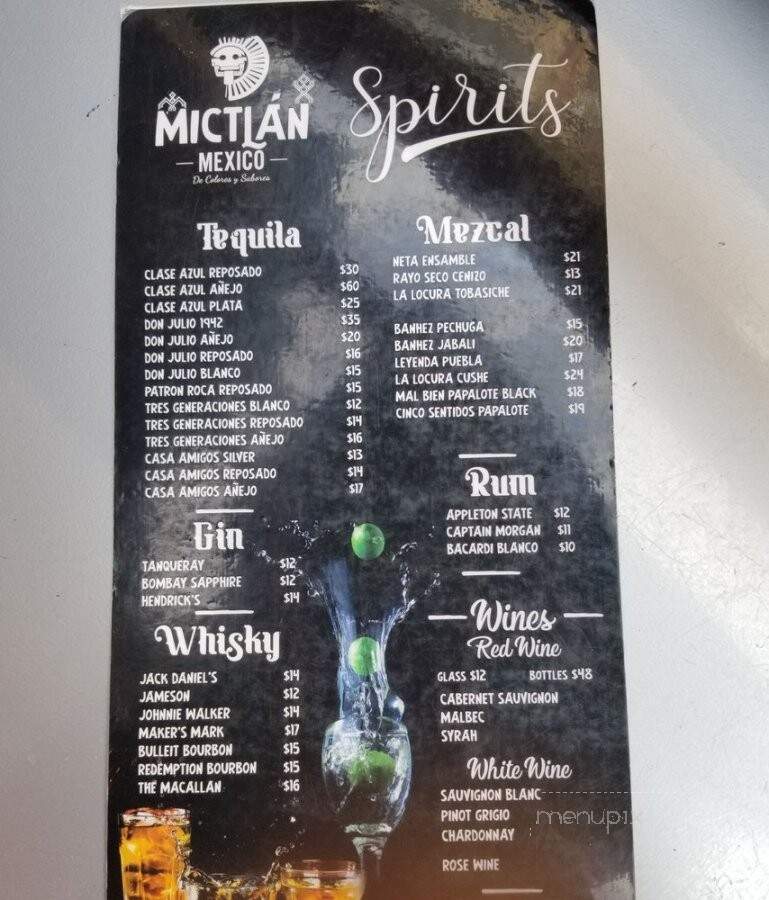 MICTLÁN
MEXICO
De Colores y Sabores
Spirits
Tequila
CLASE AZUL REPOSADO $30
CLASE AZUL AÑEJO $60
CLASE AZUL PLATA $25
DON JULIO 1942 $35
DON JULIO AÑEJO $20
DON JULIO REPOSADO $16
DON JULIO BLANCO $15
PATRON ROCA REPOSADO $15
TRES GENERACIONES BLANCO $12
TRES GENERACIONES REPOSADO $14
TRES GENERACIONES AÑEJO $16
CASA AMIGOS SILVER $13
CASA AMIGOS REPOSADO $14
CASA AMIGOS AÑEJO $17
Gin
TANQUERAY $12
BOMBAY SAPPHIRE $12
HENDRICK'S $14
Whisky
JACK DANIEL'S $14
JAMESON $12
JOHNNIE WALKER $14
MAKER'S MARK $17
BULLEIT BOURBON $15
REDEMPTION BOURBON $15
THE MACALLAN $16
Mezcal
NETA ENSAMBLE $21
RAYO SECO CENIZO $13
LA LOCURA TOBASICHE $21
BANHEZ PECHUGA $15
BANHEZ JABALI $20
LEYENDA PUEBLA $17
LA LOCURA CUSHE $24
MAL BIEN PAPALOTE BLACK $18
CINCO SENTIDOS PAPALOTE $19
Rum
APPLETON STATE $12
CAPTAIN MORGAN $11
BACARDI BLANCO $10
Wines
Red Wine
GLASS $12 BOTTLES $48
CABERNET SAUVIGNON
MALBEC
SYRAH
White Wine
SAUVIGNON BLANC
PINOT GRIGIO
CHARDONNAY
ROSE WINE